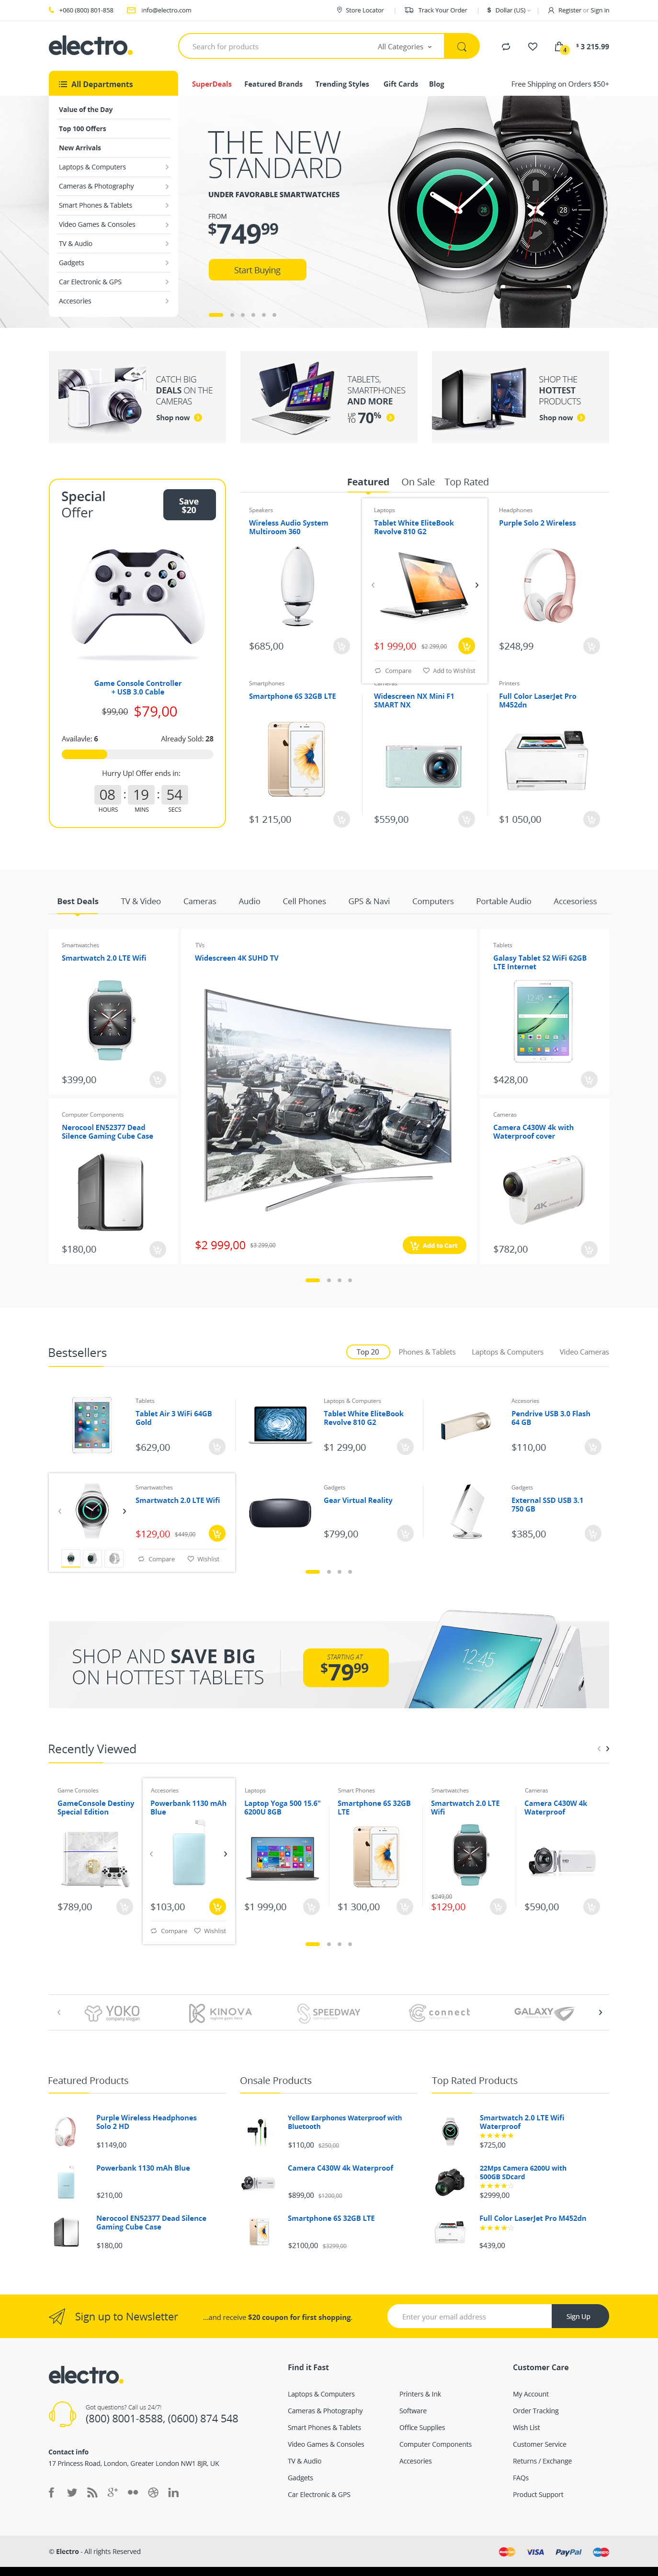 +060 (800) 801-858
info@electro.com
Store Locator
Track Your Order
$ Dollar (US)
Register or Sign in
electro.
Search for products
All Categories
4
$ 3 215.99
All Departments
SuperDeals
Featured Brands
Trending Styles
Gift Cards
Blog
Free Shipping on Orders $50+
Value of the Day
Top 100 Offers
New Arrivals
Laptops & Computers
Cameras & Photography
Smart Phones & Tablets
Video Games & Consoles
TV & Audio
Gadgets
Car Electronic & GPS
Accesories
THE NEW
STANDARD
UNDER FAVORABLE SMARTWATCHES
FROM
$749 99
Start Buying
28
28
CATCH BIG
DEALS ON THE
CAMERAS
Shop now
TABLETS,
SMARTPHONES
AND MORE
UP TO 70%
SHOP THE
HOTTEST
PRODUCTS
Shop now
Special
Offer
Save
$20
Game Console Controller
+ USB 3.0 Cable
$99,00
$79,00
Availavle: 6
Already Sold: 28
Hurry Up! Offer ends in:
08 : 19 : 54
HOURS
MINS
SECS
Featured
On Sale
Top Rated
Speakers
Wireless Audio System
Multiroom 360
$685,00
Laptops
Tablet White EliteBook
Revolve 810 G2
$1 999,00
$2 299,00
Compare
Add to Wishlist
Headphones
Purple Solo 2 Wireless
$248,99
Smartphones
Smartphone 6S 32GB LTE
$1 215,00
Cameras
Widescreen NX Mini F1
SMART NX
$559,00
Printers
Full Color LaserJet Pro
M452dn
$1 050,00
Best Deals
TV & Video
Cameras
Audio
Cell Phones
GPS & Navi
Computers
Portable Audio
Accesoriess
Smartwatches
Smartwatch 2.0 LTE Wifi
$399,00
Computer Components
Nerocool EN52377 Dead
Silence Gaming Cube Case
$180,00
TVs
Widescreen 4K SUHD TV
$2 999,00
$3 299,00
Add to Cart
Tablets
Galasy Tablet S2 WiFi 62GB
LTE Internet
$428,00
Cameras
Camera C430W 4k with
Waterproof cover
4K
$782,00
Bestsellers
Top 20
Phones & Tablets
Laptops & Computers
Video Cameras
Tablets
Tablet Air 3 WiFi 64GB
Gold
$629,00
Laptops & Computers
Tablet White EliteBook
Revolve 810 G2
$1 299,00
Accesories
Pendrive USB 3.0 Flash
64 GB
$110,00
Smartwatches
Smartwatch 2.0 LTE Wifi
$129,00
$449,00
Compare
Wishlist
Gadgets
Gear Virtual Reality
$799,00
Gadgets
External SSD USB 3.1
750 GB
$385,00
SHOP AND SAVE BIG
ON HOTTEST TABLETS
STARTING AT
$79 99
12:45
Recently Viewed
Game Consoles
GameConsole Destiny
Special Edition
$789,00
Accesories
Powerbank 1130 mAh
Blue
$103,00
Compare
Wishlist
Laptops
Laptop Yoga 500 15.6"
6200U 8GB
$1 999,00
Smart Phones
Smartphone 6S 32GB
LTE
$1 300,00
Smartwatches
Smartwatch 2.0 LTE
Wifi
$249,00
$129,00
Cameras
Camera C430W 4k
Waterproof
$590,00
YOKO
company slogan
KINOVA
tagline goes here
SPEEDWAY
connect
GALAXY
Featured Products
Purple Wireless Headphones
Solo 2 HD
$1149,00
Powerbank 1130 mAh Blue
$210,00
Nerocool EN52377 Dead Silence
Gaming Cube Case
$180,00
Onsale Products
Yellow Earphones Waterproof with
Bluetooth
$110,00
$250,00
Camera C430W 4k Waterproof
$899,00
$1200,00
Smartphone 6S 32GB LTE
$2100,00
$3299,00
Top Rated Products
Smartwatch 2.0 LTE Wifi
Waterproof
$725,00
22Mps Camera 6200U with
500GB SDcard
$2999,00
Full Color LaserJet Pro M452dn
$439,00
Sign up to Newsletter
...and receive $20 coupon for first shopping.
Enter your email address
Sign Up
electro.
Got questions? Call us 24/7!
(800) 8001-8588, (0600) 874 548
Contact info
17 Princess Road, London, Greater London NW1 8JR, UK
Find it Fast
Laptops & Computers
Cameras & Photography
Smart Phones & Tablets
Video Games & Consoles
TV & Audio
Gadgets
Car Electronic & GPS
Printers & Ink
Software
Office Supplies
Computer Components
Accesories
Customer Care
My Account
Order Tracking
Wish List
Customer Service
Returns / Exchange
FAQs
Product Support
© Electro - All rights Reserved
MasterCard
VISA
PayPal
Maestro